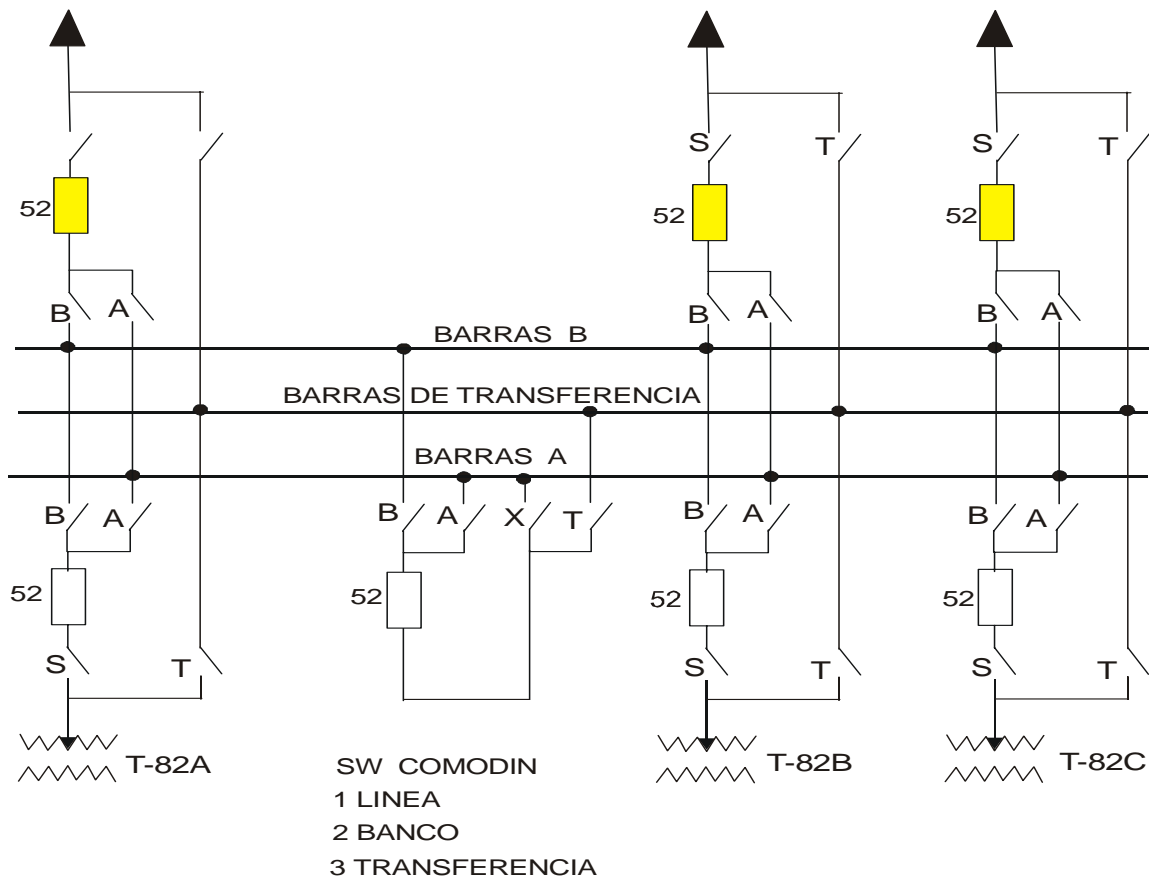 S T S T
52 52 52
B A B A B A
BARRAS B
BARRAS DE TRANSFERENCIA
BARRAS A
B A B A X T B A B A
52 52 52 52
S T S T S T
T-82A T-82B T-82C
SW COMODIN
1 LINEA
2 BANCO
3 TRANSFERENCIA